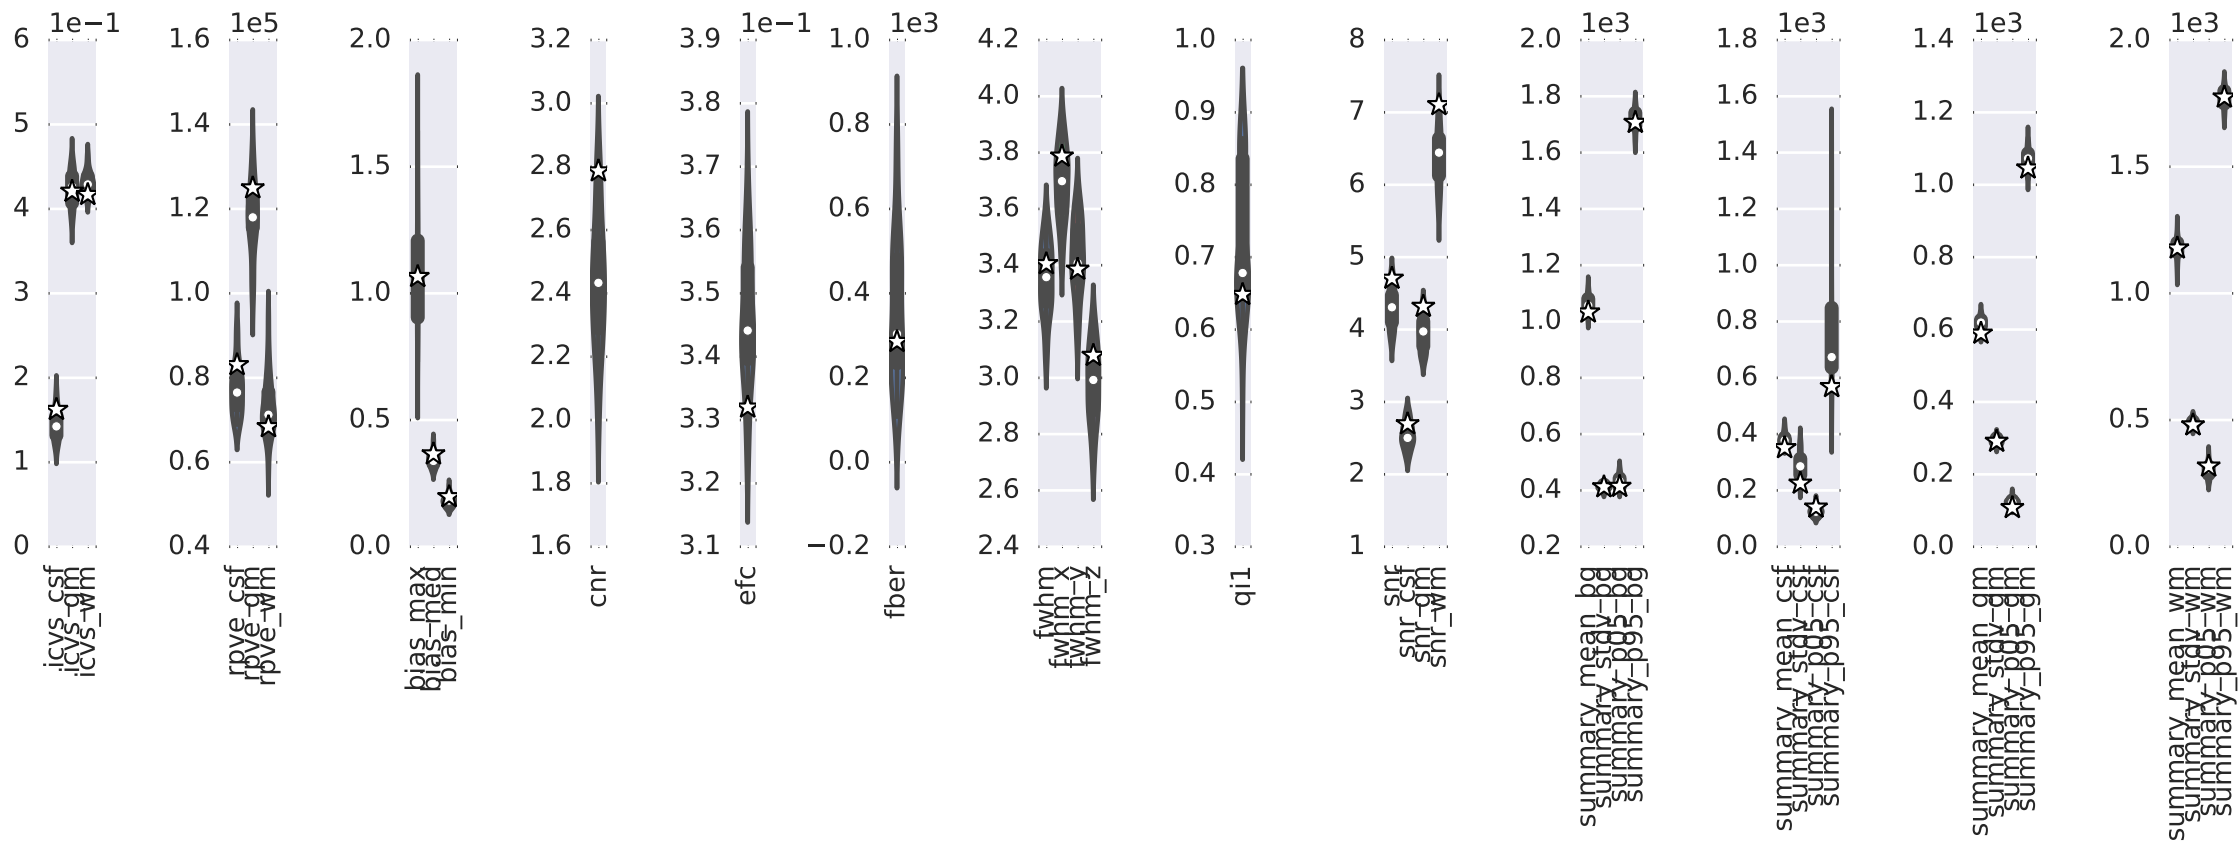 1e−1
6
5
4
3
2
1
0
icvs_csf
icvs_gm
icvs_wm
1e5
1.6
1.4
1.2
1.0
0.8
0.6
0.4
rpve_csf
rpve_gm
rpve_wm
2.0
1.5
1.0
0.5
0.0
bias_max
bias_med
bias_min
3.2
3.0
2.8
2.6
2.4
2.2
2.0
1.8
1.6
cnr
1e−1
3.9
3.8
3.7
3.6
3.5
3.4
3.3
3.2
3.1
efc
1e3
1.0
0.8
0.6
0.4
0.2
0.0
−0.2
fber
4.2
4.0
3.8
3.6
3.4
3.2
3.0
2.8
2.6
2.4
fwhm
fwhm_x
fwhm_y
fwhm_z
1.0
0.9
0.8
0.7
0.6
0.5
0.4
0.3
qi1
8
7
6
5
4
3
2
1
snr
snr_csf
snr_gm
snr_wm
1e3
2.0
1.8
1.6
1.4
1.2
1.0
0.8
0.6
0.4
0.2
summary_mean_bg
summary_stdv_bg
summary_p05_bg
summary_p95_bg
1e3
1.8
1.6
1.4
1.2
1.0
0.8
0.6
0.4
0.2
0.0
summary_mean_csf
summary_stdv_csf
summary_p05_csf
summary_p95_csf
1e3
1.4
1.2
1.0
0.8
0.6
0.4
0.2
0.0
summary_mean_gm
summary_stdv_gm
summary_p05_gm
summary_p95_gm
1e3
2.0
1.5
1.0
0.5
0.0
summary_mean_wm
summary_stdv_wm
summary_p05_wm
summary_p95_wm